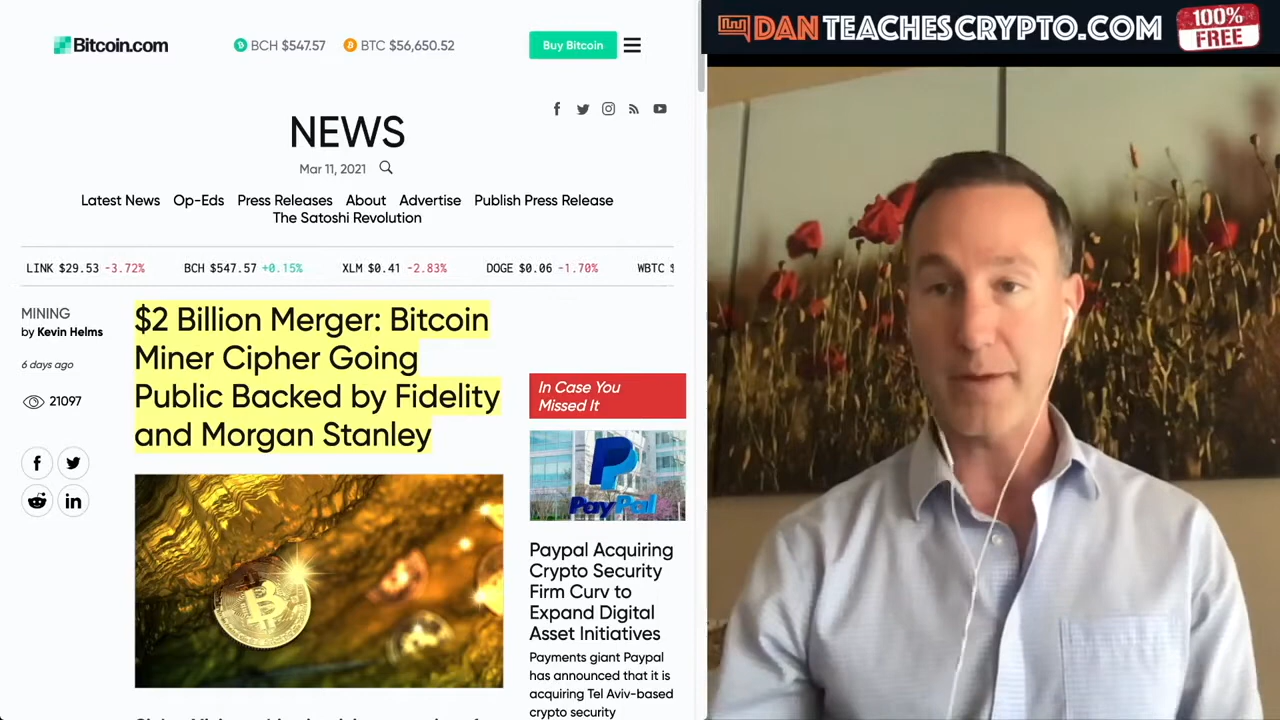 Bitcoin.com
BCH $547.57
BTC $56,650.52
Buy Bitcoin
NEWS
Mar 11, 2021
Latest News Op-Eds Press Releases About Advertise Publish Press Release
The Satoshi Revolution
LINK $29.53 -3.72% BCH $547.57 +0.15% XLM $0.41 -2.83% DOGE $0.06 -1.70% WBTC
MINING
by Kevin Helms
6 days ago
21097
$2 Billion Merger: Bitcoin
Miner Cipher Going
Public Backed by Fidelity
and Morgan Stanley
In Case You
Missed It
PayPal
Paypal Acquiring
Crypto Security
Firm Curv to
Expand Digital
Asset Initiatives
Payments giant Paypal
has announced that it is
acquiring Tel Aviv-based
crypto security
DANTEACHESCRYPTO.COM
100%
FREE